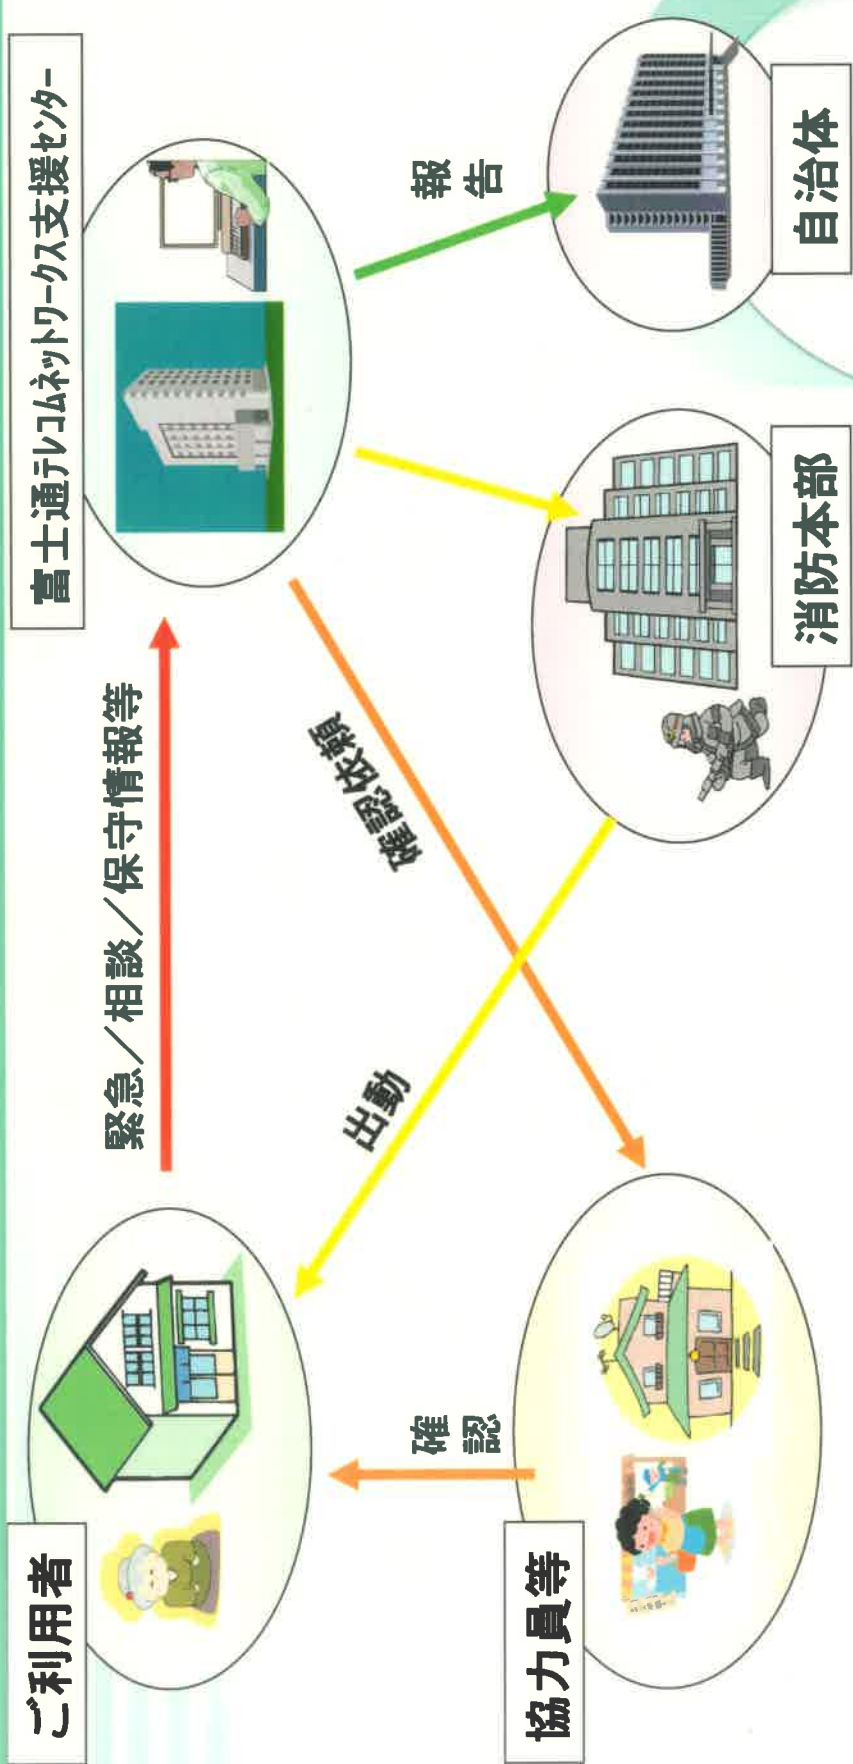 ご利用者
緊急／相談／保守情報等
富士通テレコムネットワークス支援センター
確認依頼
出動
確
認
報
告
協力員等
消防本部
自治体